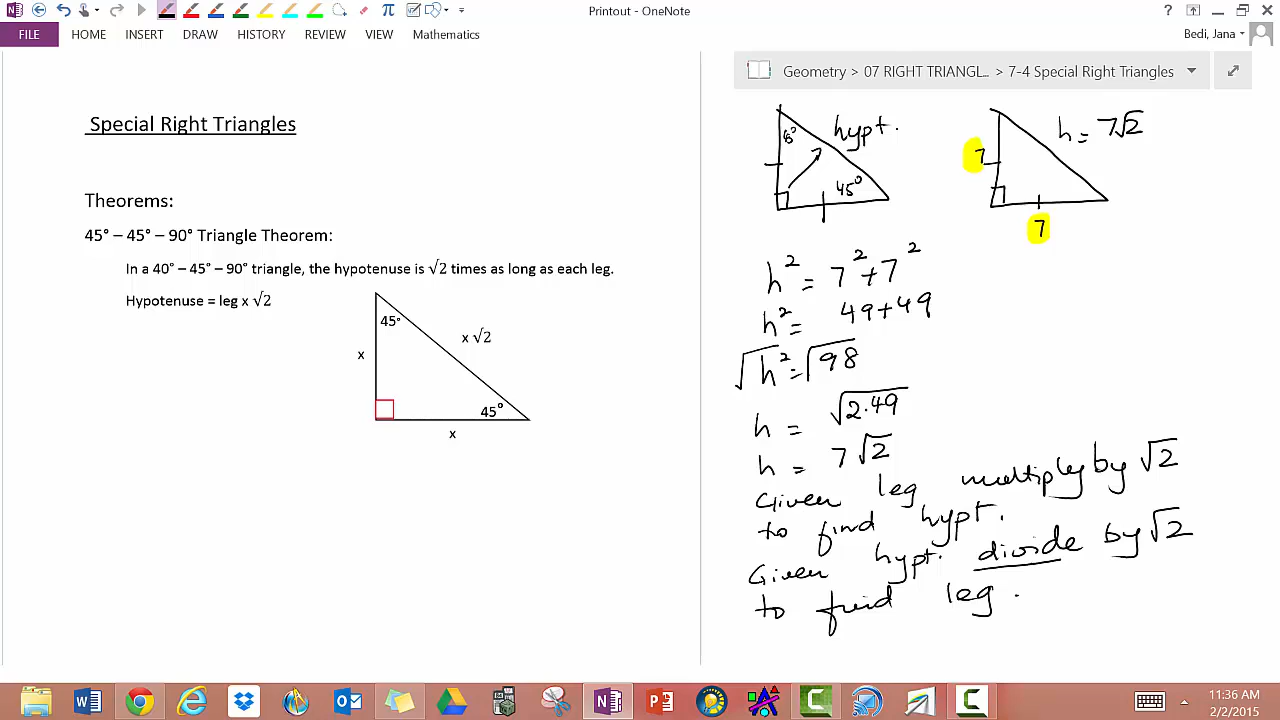 Printout - OneNote
FILE HOME INSERT DRAW HISTORY REVIEW VIEW Mathematics
Bedi, Jana
Geometry > 07 RIGHT TRIANGL... > 7-4 Special Right Triangles
Special Right Triangles
Theorems:
45° – 45° – 90° Triangle Theorem:
In a 40° – 45° – 90° triangle, the hypotenuse is √2 times as long as each leg.
Hypotenuse = leg x √2
45°
x √2
x
45°
x
hypt.
45°
h = 7√2
7
7
h² = 7² + 7²
h² = 49+49
√h² = √98
h = √2.49
h = 7√2
Given leg multiply by √2
to find hypt.
Given hypt. divide by √2
to find leg.
11:36 AM
2/2/2015